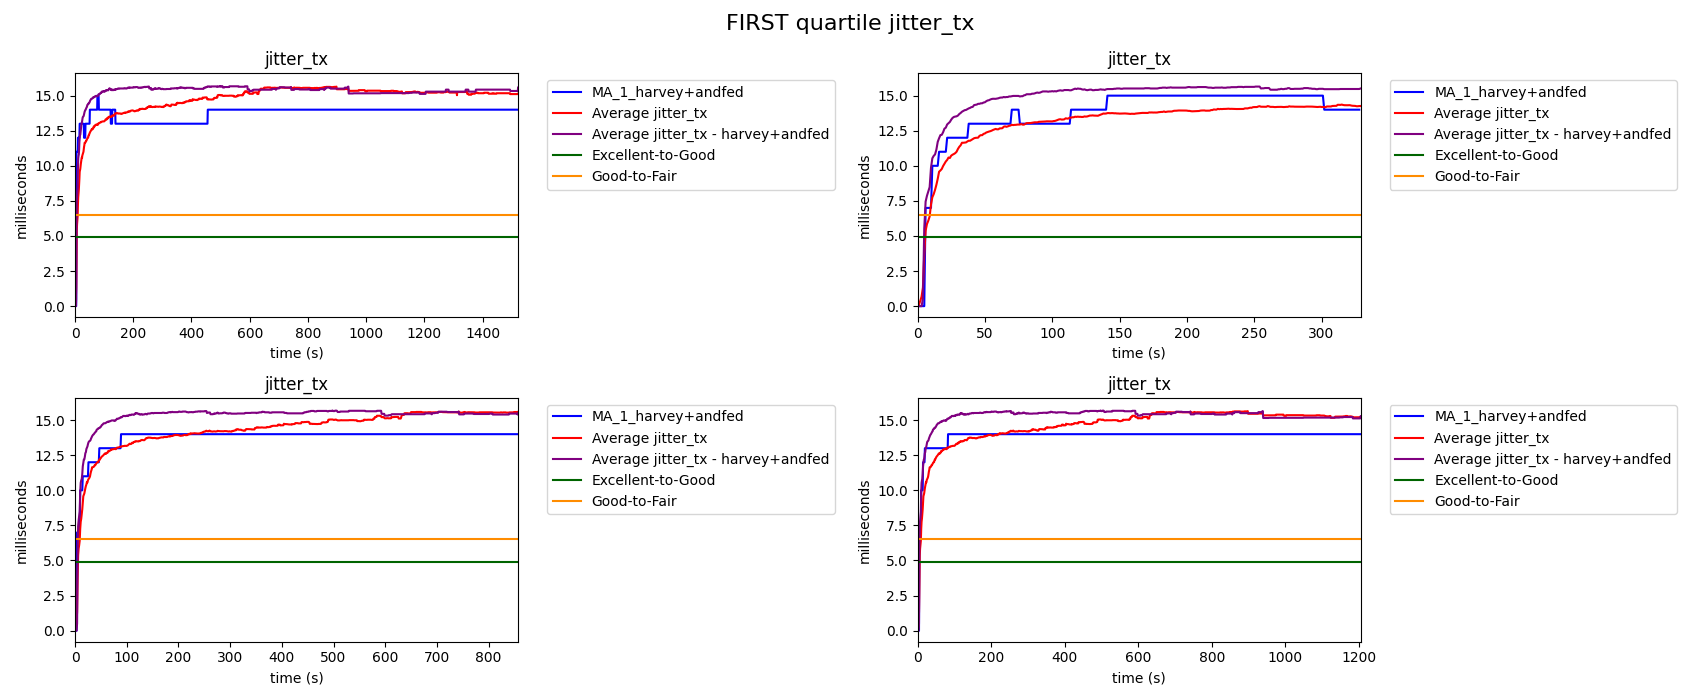 FIRST quartile jitter_tx
jitter_tx
milliseconds
15.0
12.5
10.0
7.5
5.0
2.5
0.0
0 200 400 600 800 1000 1200 1400
time (s)
MA_1_harvey+andfed
Average jitter_tx
Average jitter_tx - harvey+andfed
Excellent-to-Good
Good-to-Fair
jitter_tx
milliseconds
15.0
12.5
10.0
7.5
5.0
2.5
0.0
0 50 100 150 200 250 300
time (s)
MA_1_harvey+andfed
Average jitter_tx
Average jitter_tx - harvey+andfed
Excellent-to-Good
Good-to-Fair
jitter_tx
milliseconds
15.0
12.5
10.0
7.5
5.0
2.5
0.0
0 100 200 300 400 500 600 700 800
time (s)
MA_1_harvey+andfed
Average jitter_tx
Average jitter_tx - harvey+andfed
Excellent-to-Good
Good-to-Fair
jitter_tx
milliseconds
15.0
12.5
10.0
7.5
5.0
2.5
0.0
0 200 400 600 800 1000 1200
time (s)
MA_1_harvey+andfed
Average jitter_tx
Average jitter_tx - harvey+andfed
Excellent-to-Good
Good-to-Fair